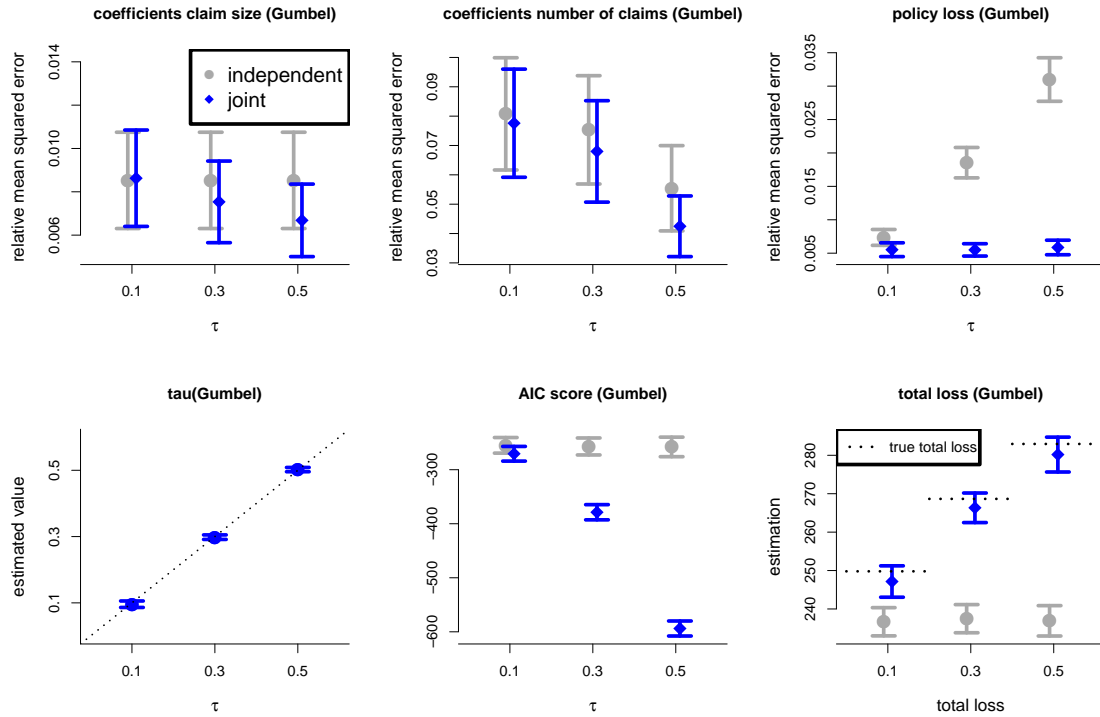 coefficients claim size (Gumbel)
relative mean squared error
0.006
0.010
0.014
independent
joint
0.1
0.3
0.5
τ
coefficients number of claims (Gumbel)
relative mean squared error
0.03
0.05
0.07
0.09
0.1
0.3
0.5
τ
policy loss (Gumbel)
relative mean squared error
0.005
0.015
0.025
0.035
0.1
0.3
0.5
τ
tau(Gumbel)
estimated value
0.1
0.3
0.5
0.1
0.3
0.5
τ
AIC score (Gumbel)
-600
-500
-400
-300
0.1
0.3
0.5
τ
total loss (Gumbel)
estimation
240
250
260
270
280
true total loss
0.1
0.3
0.5
total loss